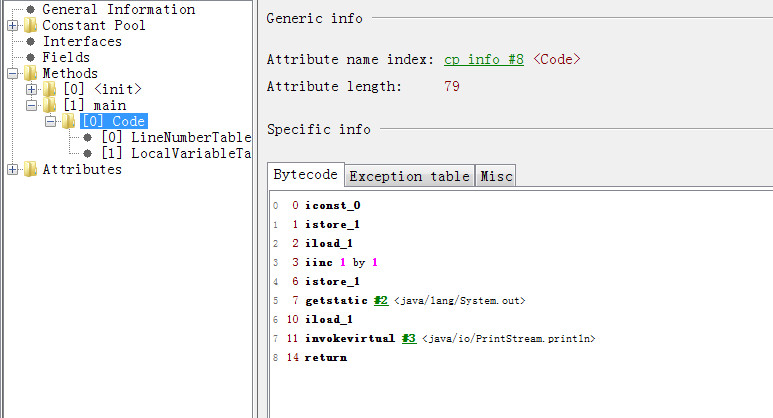 General Information
Constant Pool
Interfaces
Fields
Methods
[0] <init>
[1] main
[0] Code
[0] LineNumberTable
[1] LocalVariableTa
Attributes
Generic info
Attribute name index: cp info #8 <Code>
Attribute length: 79
Specific info
Bytecode Exception table Misc
0 0 iconst_0
1 1 istore_1
2 2 iload_1
3 3 iinc 1 by 1
4 6 istore_1
5 7 getstatic #2 <java/lang/System.out>
6 10 iload_1
7 11 invokevirtual #3 <java/io/PrintStream.println>
8 14 return